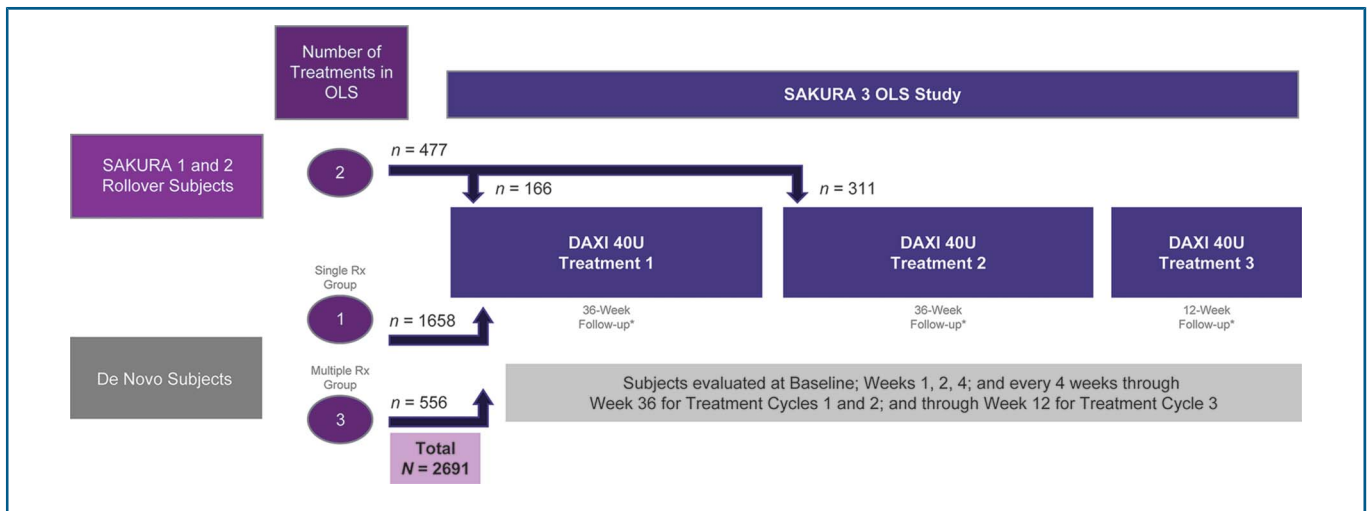 Number of
Treatments in
OLS
SAKURA 3 OLS Study
SAKURA 1 and 2
Rollover Subjects
2
n = 477
n = 166
n = 311
DAXI 40U
Treatment 1
DAXI 40U
Treatment 2
DAXI 40U
Treatment 3
36-Week
Follow-up*
36-Week
Follow-up*
12-Week
Follow-up*
De Novo Subjects
Single Rx
Group
1
n = 1658
Multiple Rx
Group
3
n = 556
Total
N = 2691
Subjects evaluated at Baseline; Weeks 1, 2, 4; and every 4 weeks through
Week 36 for Treatment Cycles 1 and 2; and through Week 12 for Treatment Cycle 3